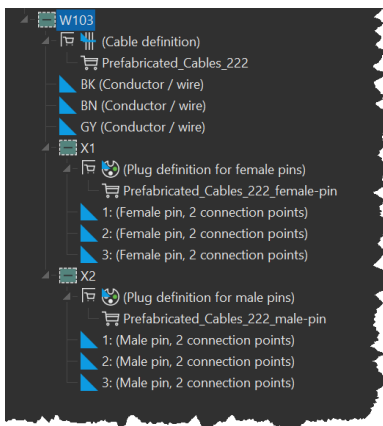 W103
(Cable definition)
Prefabricated_Cables_222
BK (Conductor / wire)
BN (Conductor / wire)
GY (Conductor / wire)
X1
(Plug definition for female pins)
Prefabricated_Cables_222_female-pin
1: (Female pin, 2 connection points)
2: (Female pin, 2 connection points)
3: (Female pin, 2 connection points)
X2
(Plug definition for male pins)
Prefabricated_Cables_222_male-pin
1: (Male pin, 2 connection points)
2: (Male pin, 2 connection points)
3: (Male pin, 2 connection points)